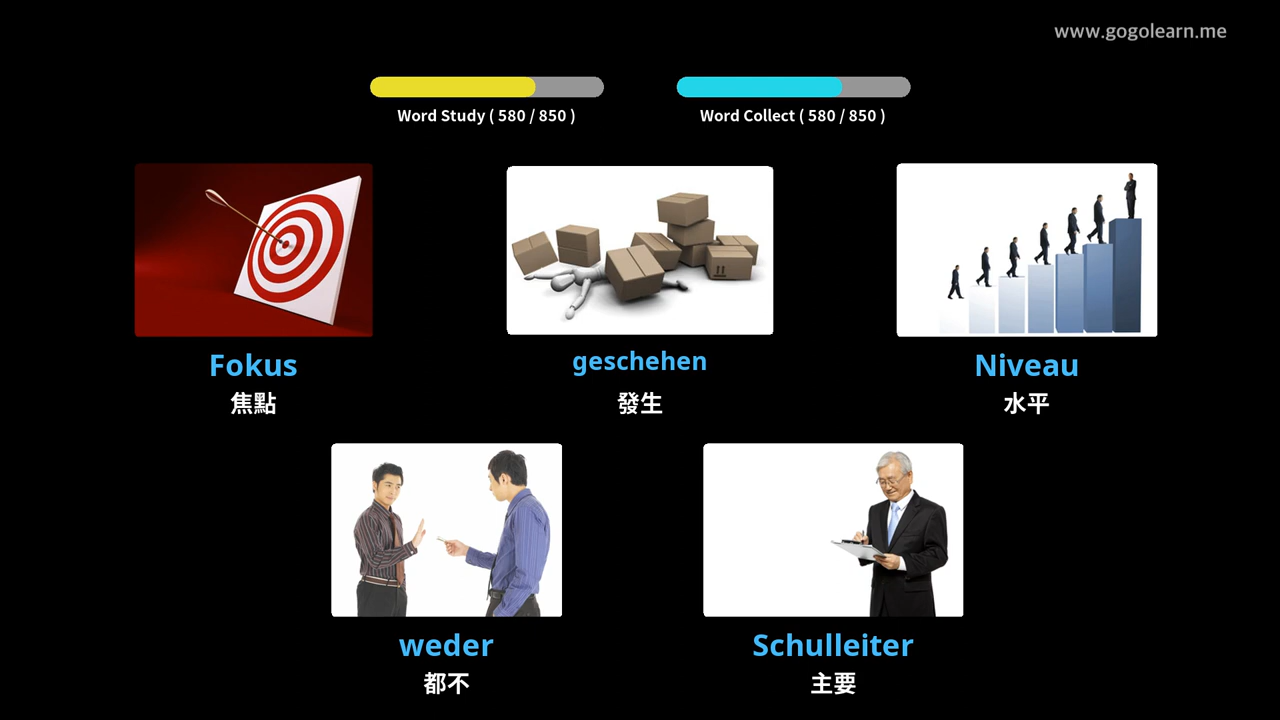 www.gogolearn.me
Word Study ( 580 / 850 )
Word Collect ( 580 / 850 )
Fokus
焦點
geschehen
發生
Niveau
水平
weder
都不
Schulleiter
主要